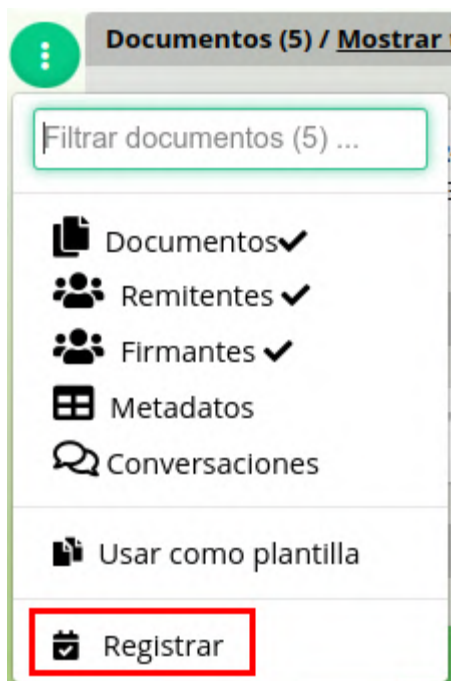 Documentos (5) / Mostrar
Filtrar documentos (5) ...
Documentos
Remitentes
Firmantes
Metadatos
Conversaciones
Usar como plantilla
Registrar